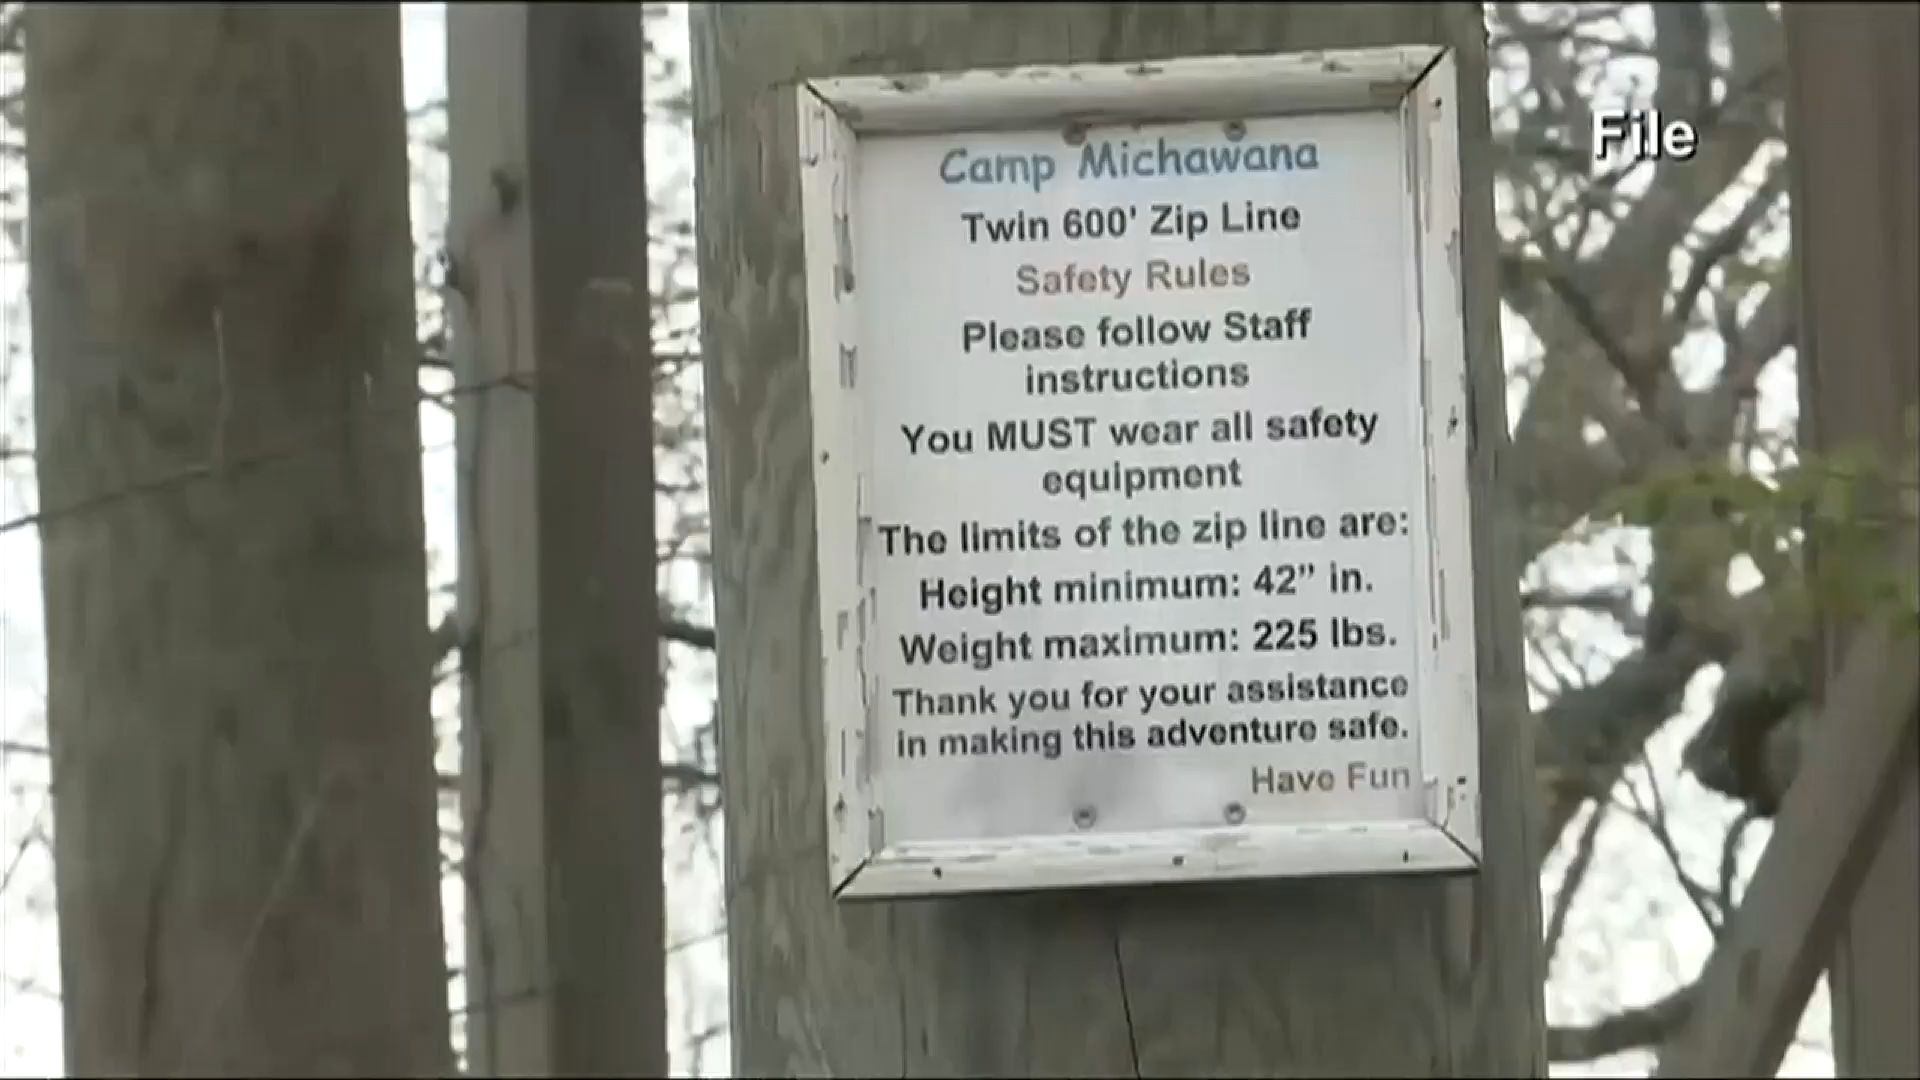 File
Camp Michawana
Twin 600' Zip Line
Safety Rules
Please follow Staff
instructions
You MUST wear all safety
equipment
The limits of the zip line are:
Height minimum: 42” in.
Weight maximum: 225 lbs.
Thank you for your assistance
in making this adventure safe.
Have Fun